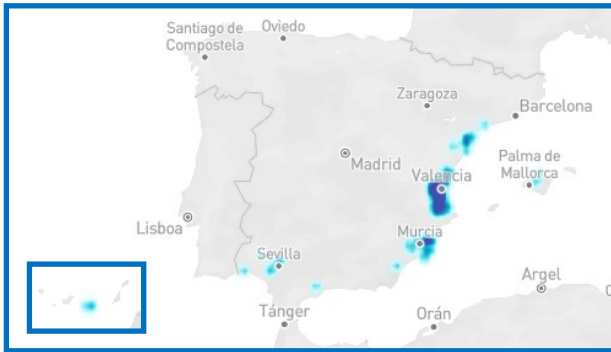 Santiago de
Compostela
Oviedo
Zaragoza
Barcelona
Madrid
Palma de
Mallorca
Valencia
Lisboa
Murcia
Sevilla
Argel
Tánger
Orán